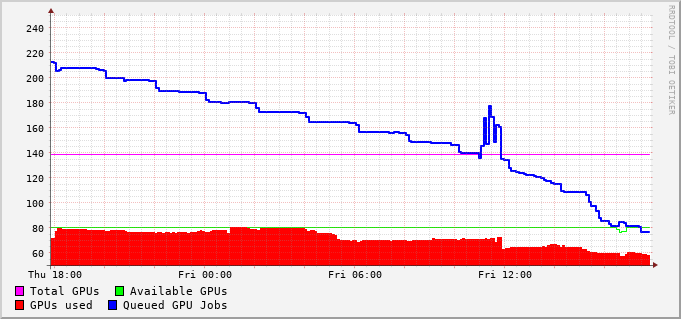 RRDTOOL / TOBI OETIKER
240
220
200
180
160
140
120
100
80
60
Thu 18:00 Fri 00:00 Fri 06:00 Fri 12:00
Total GPUs Available GPUs
GPUs used Queued GPU Jobs